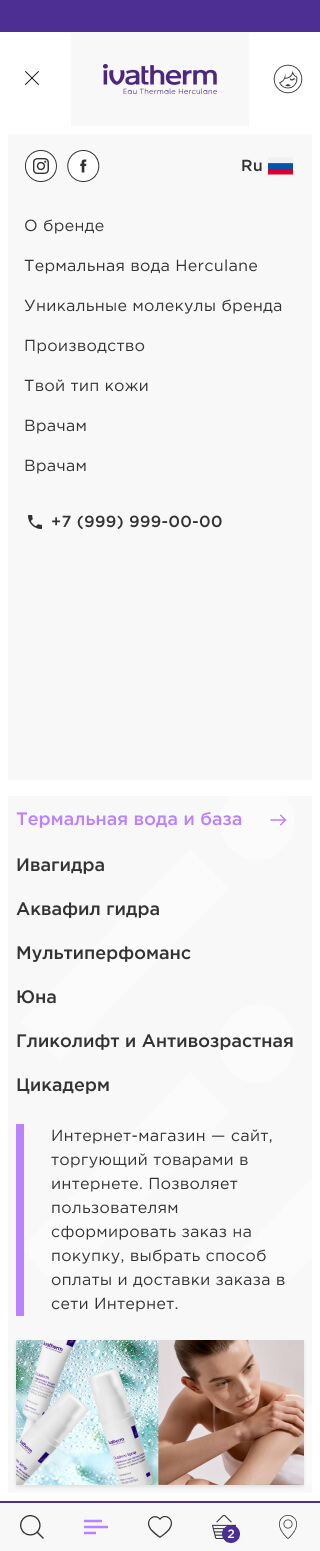 ivatherm
Eau Thermale Herculane
Ru
О бренде
Термальная вода Herculane
Уникальные молекулы бренда
Производство
Твой тип кожи
Врачам
Врачам
+7 (999) 999-00-00
Термальная вода и база
Ивагидра
Аквафил гидра
Мультиперфоманс
Юна
Гликолифт и Антивозрастная
Цикадерм
Интернет-магазин — сайт,
торгующий товарами в
интернете. Позволяет
пользователям
сформировать заказ на
покупку, выбрать способ
оплаты и доставки заказа в
сети Интернет.
ivatherm
ivatherm
2